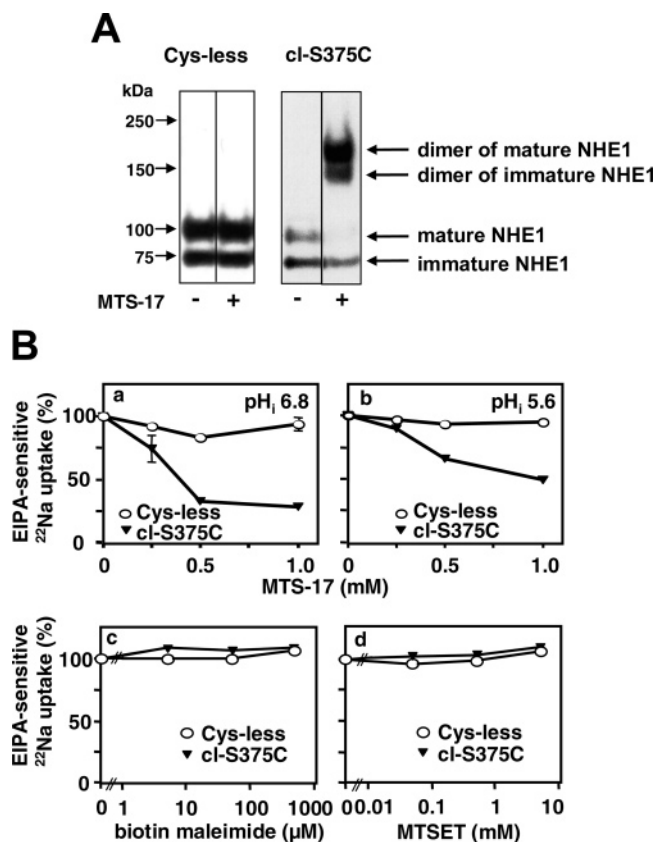 A
Cys-less cl-S375C
kDa
250
150
100
75
dimer of mature NHE1
dimer of immature NHE1
mature NHE1
immature NHE1
MTS-17 - + - +
B
EIPA-sensitive
²²Na uptake (%)
100
50
25
0
a
pHᵢ 6.8
Cys-less
cl-S375C
0 0.5 1.0
b
pHᵢ 5.6
100
50
25
0
Cys-less
cl-S375C
0 0.5 1.0
MTS-17 (mM)
EIPA-sensitive
²²Na uptake (%)
c
100
50
25
0
Cys-less
cl-S375C
0 1 10 100 1000
biotin maleimide (µM)
d
100
50
25
0
Cys-less
cl-S375C
0 0.01 0.1 1 10
MTSET (mM)